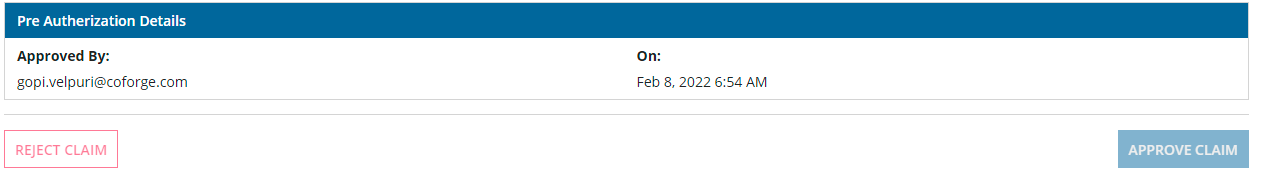 Pre Autherization Details
Approved By: On:
gopi.velpuri@coforge.com Feb 8, 2022 6:54 AM
REJECT CLAIM APPROVE CLAIM